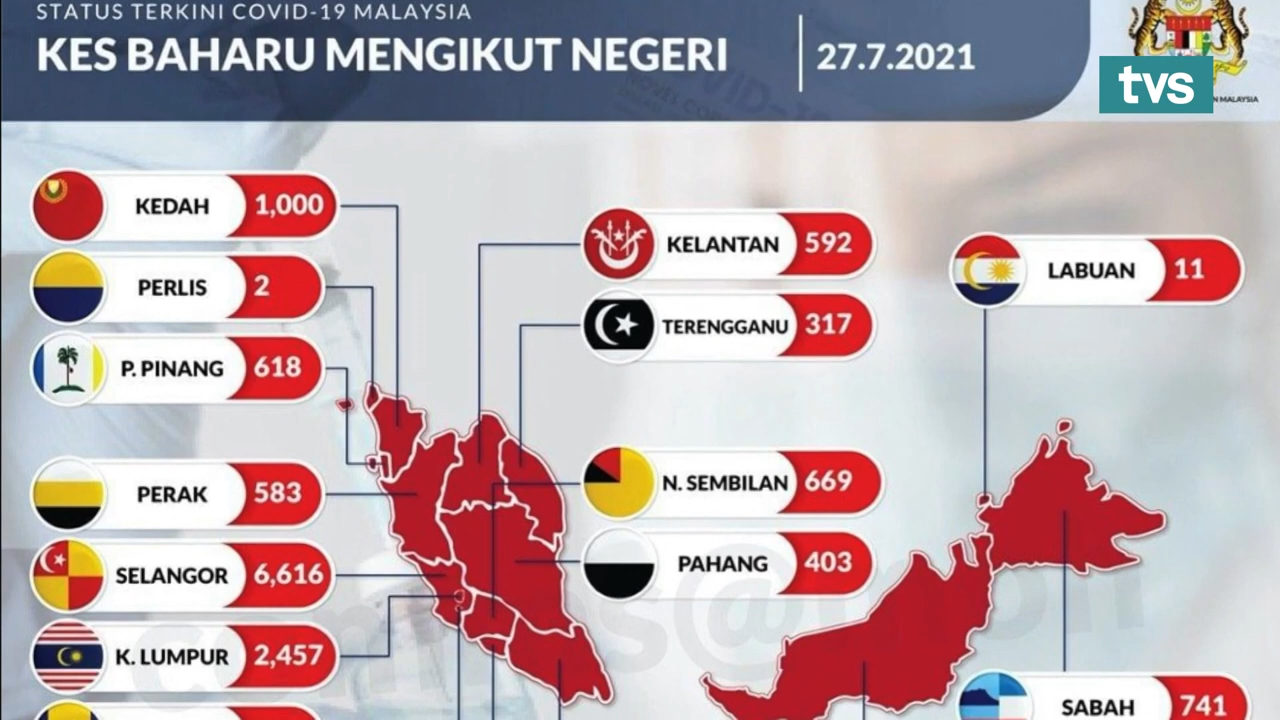 STATUS TERKINI COVID-19 MALAYSIA
KES BAHARU MENGIKUT NEGERI
27.7.2021
tvs
N MALAYSIA
KEDAH 1,000
PERLIS 2
P. PINANG 618
PERAK 583
SELANGOR 6,616
K. LUMPUR 2,457
KELANTAN 592
TERENGGANU 317
N. SEMBILAN 669
PAHANG 403
LABUAN 11
SABAH 741